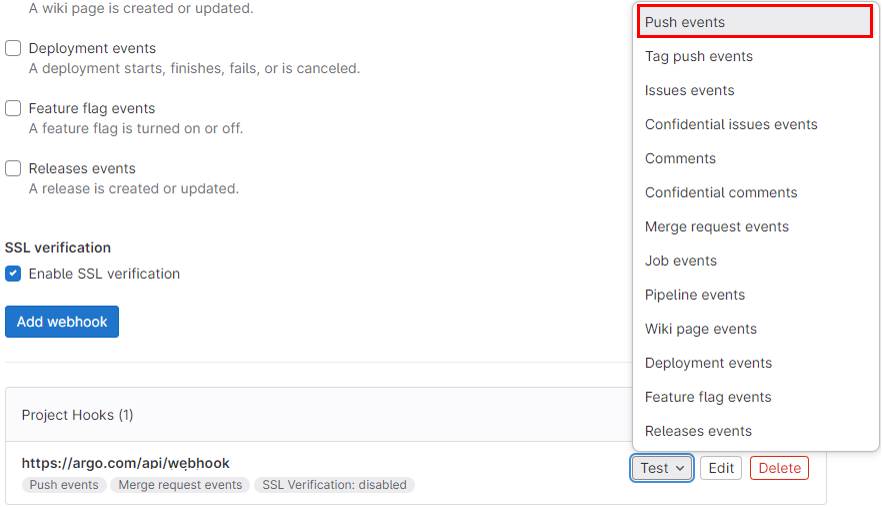 A wiki page is created or updated.
Deployment events
A deployment starts, finishes, fails, or is canceled.
Feature flag events
A feature flag is turned on or off.
Releases events
A release is created or updated.
SSL verification
Enable SSL verification
Add webhook
Project Hooks (1)
https://argo.com/api/webhook
Push events Merge request events SSL Verification: disabled
Test Edit Delete
Push events
Tag push events
Issues events
Confidential issues events
Comments
Confidential comments
Merge request events
Job events
Pipeline events
Wiki page events
Deployment events
Feature flag events
Releases events